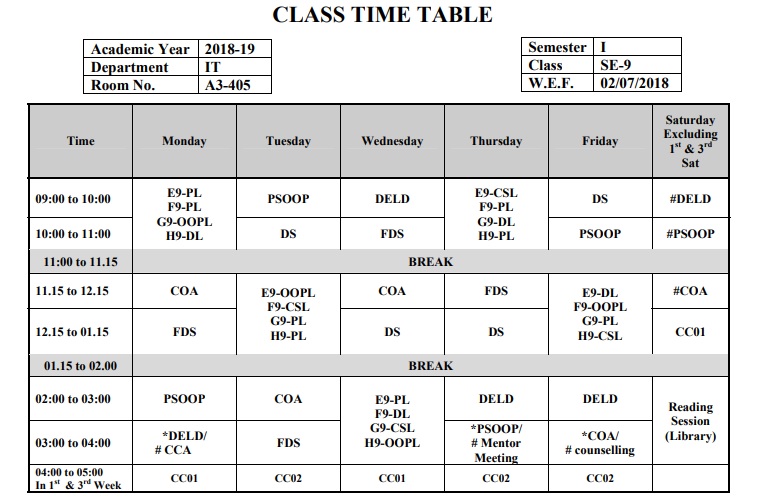 CLASS TIME TABLE
Academic Year 2018-19
Department IT
Room No. A3-405
Semester I
Class SE-9
W.E.F. 02/07/2018
Time Monday Tuesday Wednesday Thursday Friday Saturday Excluding 1st & 3rd Sat
09:00 to 10:00 E9-PL F9-PL G9-OOPL H9-DL PSOOP DELD E9-CSL F9-PL G9-DL H9-PL DS #DELD
10:00 to 11:00 DS FDS PSOOP #PSOOP
11:00 to 11.15 BREAK
11.15 to 12.15 COA E9-OOPL F9-CSL G9-PL H9-PL COA FDS E9-DL F9-OOPL G9-PL H9-CSL #COA
12.15 to 01.15 FDS DS DS CC01
01.15 to 02.00 BREAK
02:00 to 03:00 PSOOP COA E9-PL F9-DL G9-CSL H9-OOPL DELD DELD Reading Session (Library)
03:00 to 04:00 *DELD/ # CCA FDS *PSOOP/ # Mentor Meeting *COA/ # counselling
04:00 to 05:00 In 1st & 3rd Week CC01 CC02 CC01 CC02 CC02